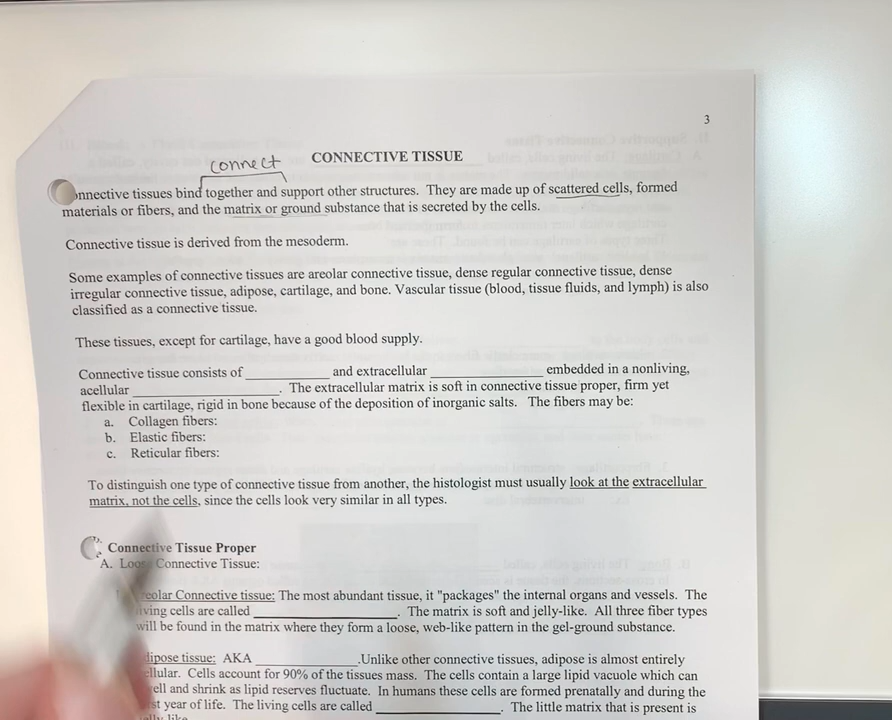 3
connect
CONNECTIVE TISSUE
onnective tissues bind together and support other structures. They are made up of scattered cells, formed
materials or fibers, and the matrix or ground substance that is secreted by the cells.
Connective tissue is derived from the mesoderm.
Some examples of connective tissues are areolar connective tissue, dense regular connective tissue, dense
irregular connective tissue, adipose, cartilage, and bone. Vascular tissue (blood, tissue fluids, and lymph) is also
classified as a connective tissue.
These tissues, except for cartilage, have a good blood supply.
Connective tissue consists of ____________ and extracellular ________________ embedded in a nonliving,
acellular _____________________. The extracellular matrix is soft in connective tissue proper, firm yet
flexible in cartilage, rigid in bone because of the deposition of inorganic salts. The fibers may be:
a. Collagen fibers:
b. Elastic fibers:
c. Reticular fibers:
To distinguish one type of connective tissue from another, the histologist must usually look at the extracellular
matrix, not the cells, since the cells look very similar in all types.
Connective Tissue Proper
A. Loose Connective Tissue:
eolar Connective tissue: The most abundant tissue, it "packages" the internal organs and vessels. The
iving cells are called _____________________. The matrix is soft and jelly-like. All three fiber types
will be found in the matrix where they form a loose, web-like pattern in the gel-ground substance.
dipose tissue: AKA _______________.Unlike other connective tissues, adipose is almost entirely
ellular. Cells account for 90% of the tissues mass. The cells contain a large lipid vacuole which can
ell and shrink as lipid reserves fluctuate. In humans these cells are formed prenatally and during the
st year of life. The living cells are called __________________. The little matrix that is present is